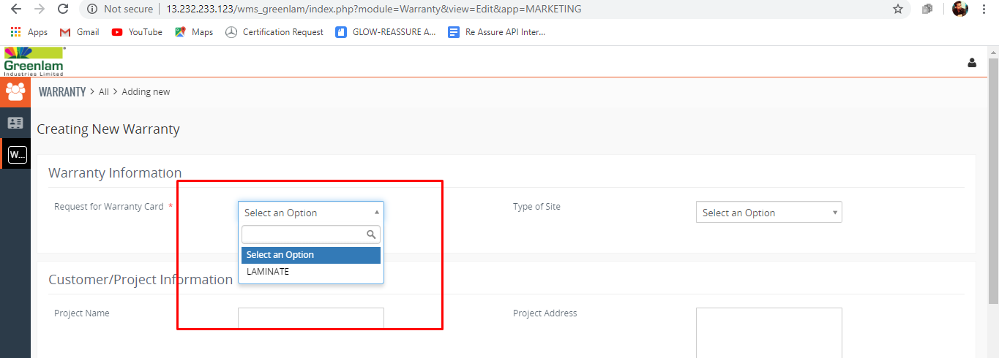 Not secure | 13.232.233.123/wms_greenlam/index.php?module=Warranty&view=Edit&app=MARKETING
Apps Gmail YouTube Maps Certification Request GLOW-REASSURE A... Re Assure API Inter...
Greenlam
Industries Limited
WARRANTY > All > Adding new
Creating New Warranty
W...
Warranty Information
Request for Warranty Card * Select an Option Type of Site Select an Option
Select an Option
LAMINATE
Customer/Project Information
Project Name Project Address